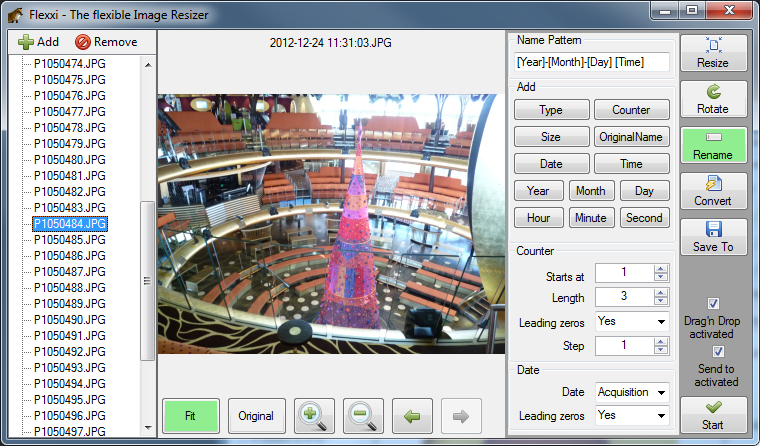 Flexxi - The flexible Image Resizer
Add Remove
P1050474.JPG
P1050475.JPG
P1050476.JPG
P1050477.JPG
P1050478.JPG
P1050479.JPG
P1050480.JPG
P1050481.JPG
P1050482.JPG
P1050483.JPG
P1050484.JPG
P1050485.JPG
P1050486.JPG
P1050487.JPG
P1050488.JPG
P1050489.JPG
P1050490.JPG
P1050491.JPG
P1050492.JPG
P1050493.JPG
P1050494.JPG
P1050495.JPG
P1050496.JPG
P1050497.JPG
2012-12-24 11:31:03.JPG
Fit Original
Name Pattern
[Year]-[Month]-[Day] [Time]
Add
Type Counter
Size OriginalName
Date Time
Year Month Day
Hour Minute Second
Counter
Starts at 1
Length 3
Leading zeros Yes
Step 1
Date
Date Acquisition
Leading zeros Yes
Resize
Rotate
Rename
Convert
Save To
Drag'n Drop
activated
Send to
activated
Start